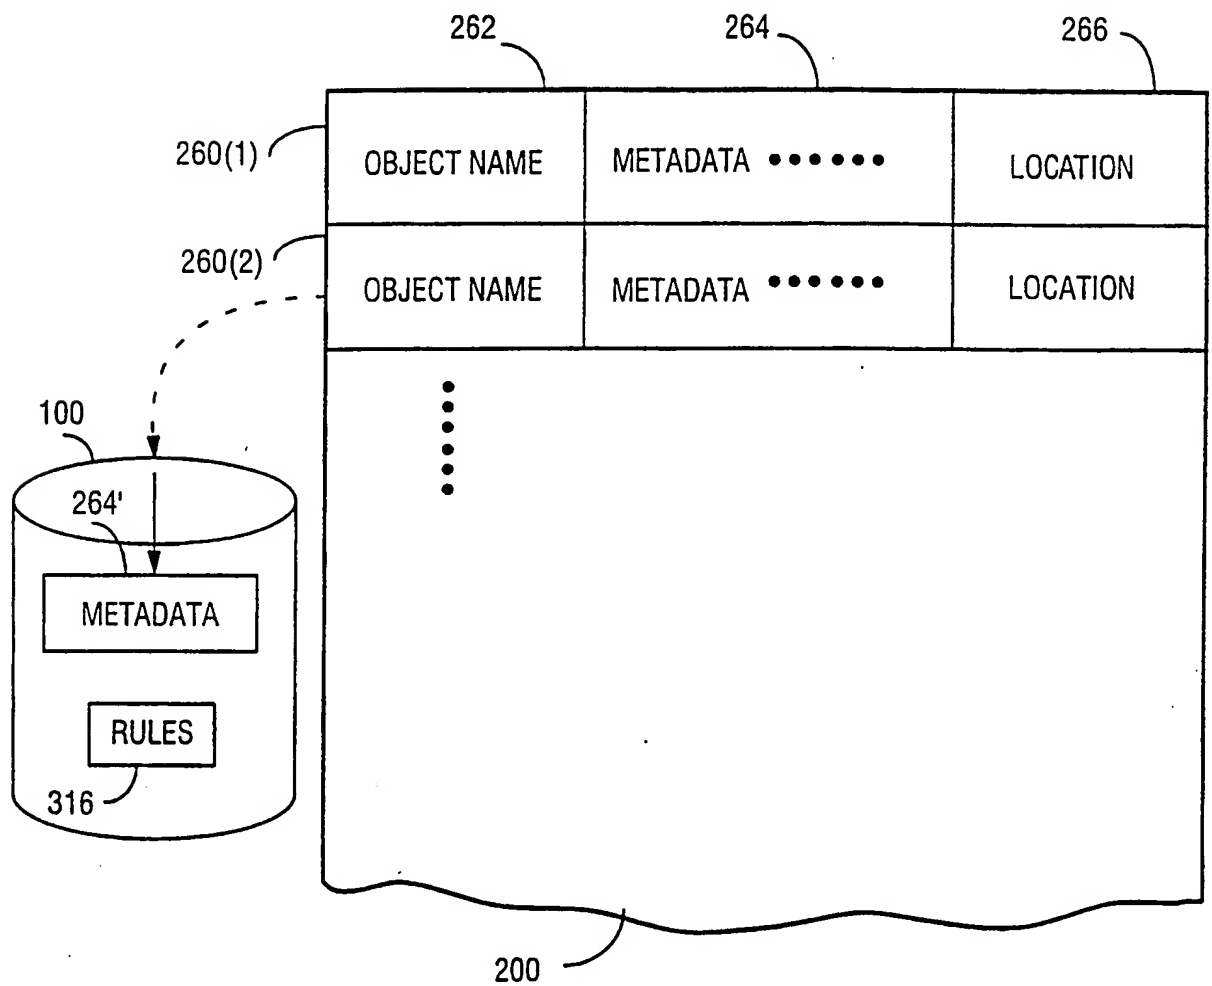 262 264 266
260(1)
OBJECT NAME METADATA •••••• LOCATION
260(2)
OBJECT NAME METADATA •••••• LOCATION
100
264'
METADATA
RULES
316
200